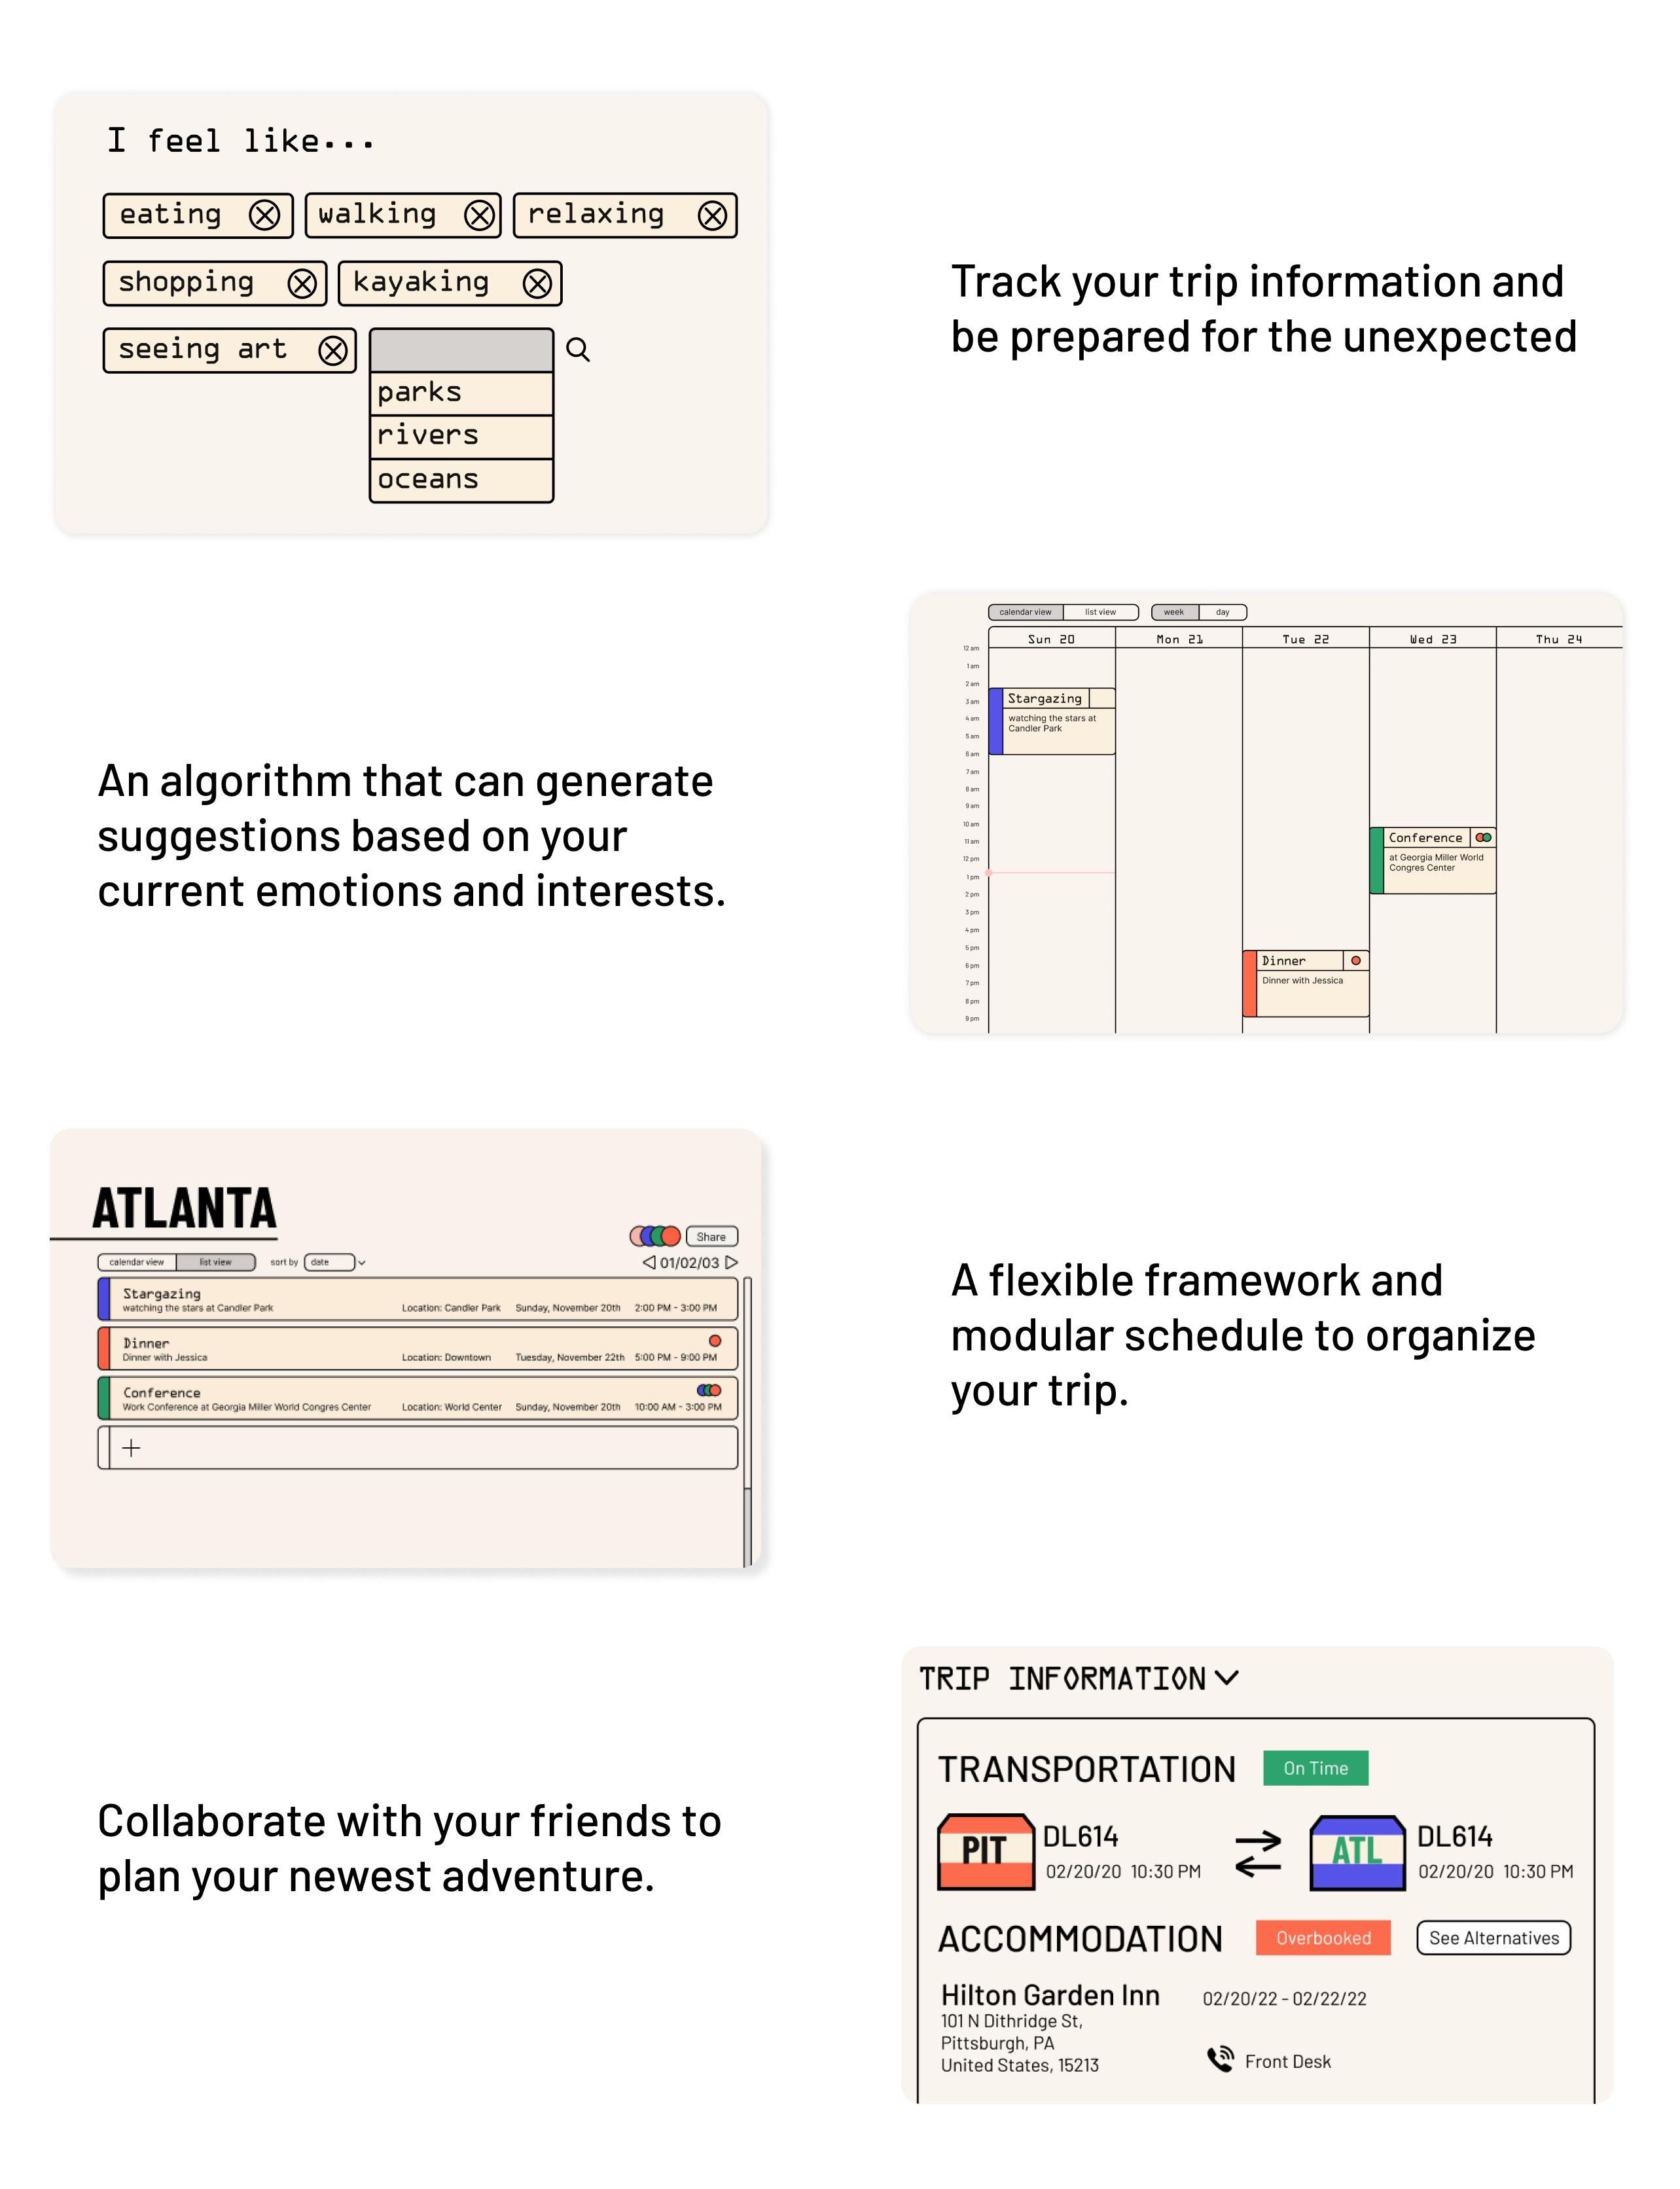 I feel like...
eating
walking
relaxing
shopping
kayaking
seeing art
parks
rivers
oceans
Track your trip information and
be prepared for the unexpected
calendar view
list view
week
day
Sun 20
Mon 21
Tue 22
Wed 23
Thu 24
12 am
1 am
2 am
3 am
4 am
5 am
6 am
7 am
8 am
9 am
10 am
11 am
12 pm
1 pm
2 pm
3 pm
4 pm
5 pm
6 pm
7 pm
8 pm
9 pm
Stargazing
watching the stars at
Candler Park
Conference
at Georgia Miller World
Congres Center
Dinner
Dinner with Jessica
An algorithm that can generate
suggestions based on your
current emotions and interests.
ATLANTA
Share
calendar view
list view
sort by
date
01/02/03
Stargazing
watching the stars at Candler Park
Location: Candler Park
Sunday, November 20th
2:00 PM - 3:00 PM
Dinner
Dinner with Jessica
Location: Downtown
Tuesday, November 22th
5:00 PM - 9:00 PM
Conference
Work Conference at Georgia Miller World Congres Center
Location: World Center
Sunday, November 20th
10:00 AM - 3:00 PM
A flexible framework and
modular schedule to organize
your trip.
Collaborate with your friends to
plan your newest adventure.
TRIP INFORMATION
TRANSPORTATION
On Time
PIT
DL614
02/20/20 10:30 PM
ATL
DL614
02/20/20 10:30 PM
ACCOMMODATION
Overbooked
See Alternatives
Hilton Garden Inn
02/20/22 - 02/22/22
101 N Dithridge St,
Pittsburgh, PA
United States, 15213
Front Desk